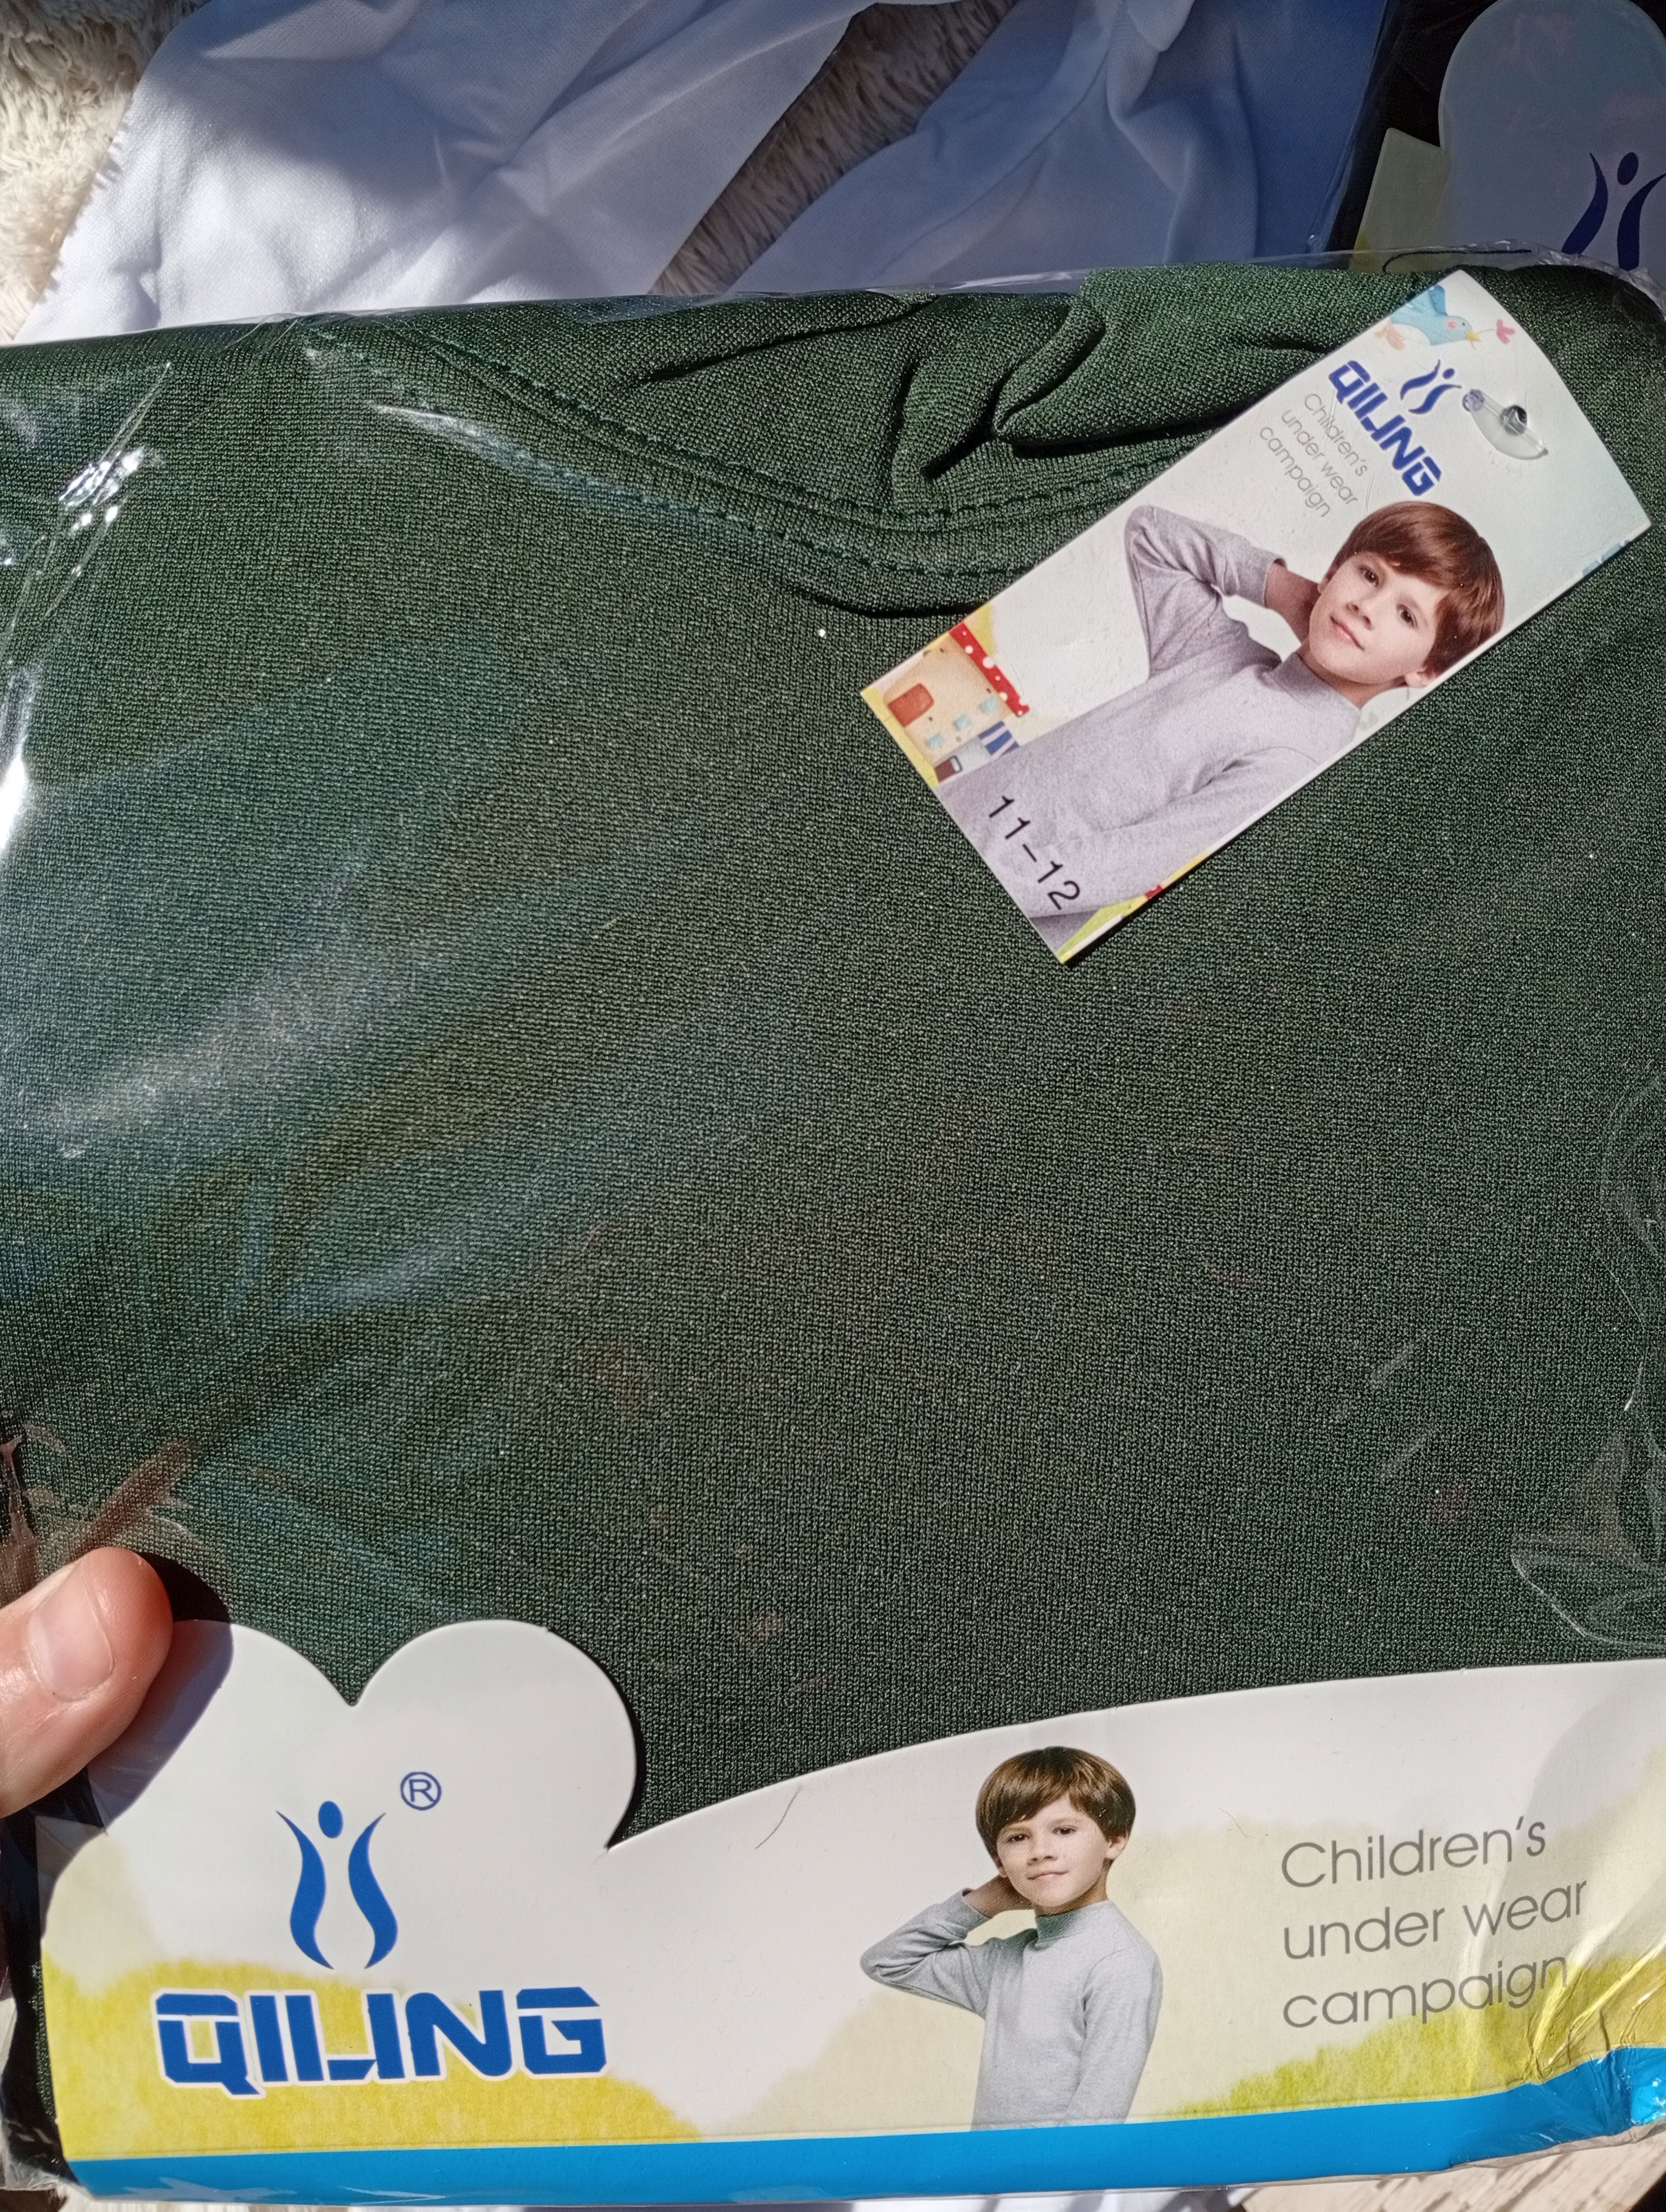 QILING
Children's
under wear
campaign
11-12
®
QILING
Children's
under wear
campaign